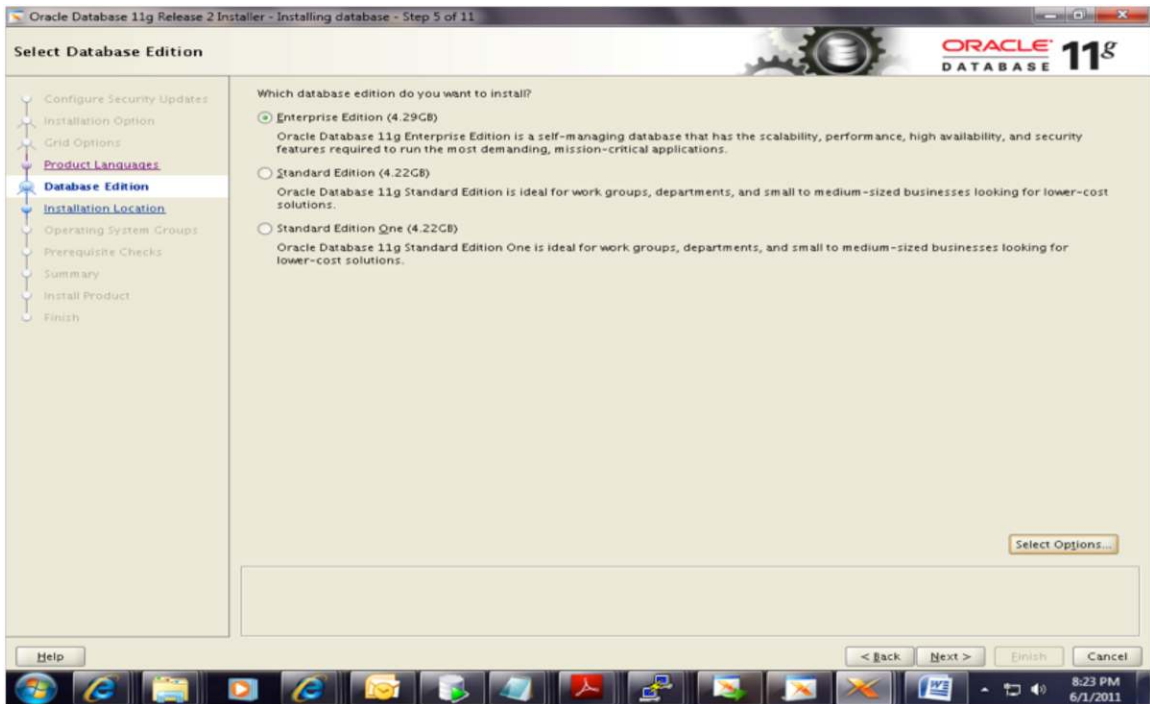 Oracle Database 11g Release 2 Installer - Installing database - Step 5 of 11
Select Database Edition
ORACLE
DATABASE 11g
Configure Security Updates
Installation Option
Grid Options
Product Languages
Database Edition
Installation Location
Operating System Groups
Prerequisite Checks
Summary
Install Product
Finish
Which database edition do you want to install?
Enterprise Edition (4.29GB)
Oracle Database 11g Enterprise Edition is a self-managing database that has the scalability, performance, high availability, and security
features required to run the most demanding, mission-critical applications.
Standard Edition (4.22GB)
Oracle Database 11g Standard Edition is ideal for work groups, departments, and small to medium-sized businesses looking for lower-cost
solutions.
Standard Edition One (4.22GB)
Oracle Database 11g Standard Edition One is ideal for work groups, departments, and small to medium-sized businesses looking for
lower-cost solutions.
Select Options...
Help
< Back
Next >
Finish
Cancel
8:23 PM
6/1/2011